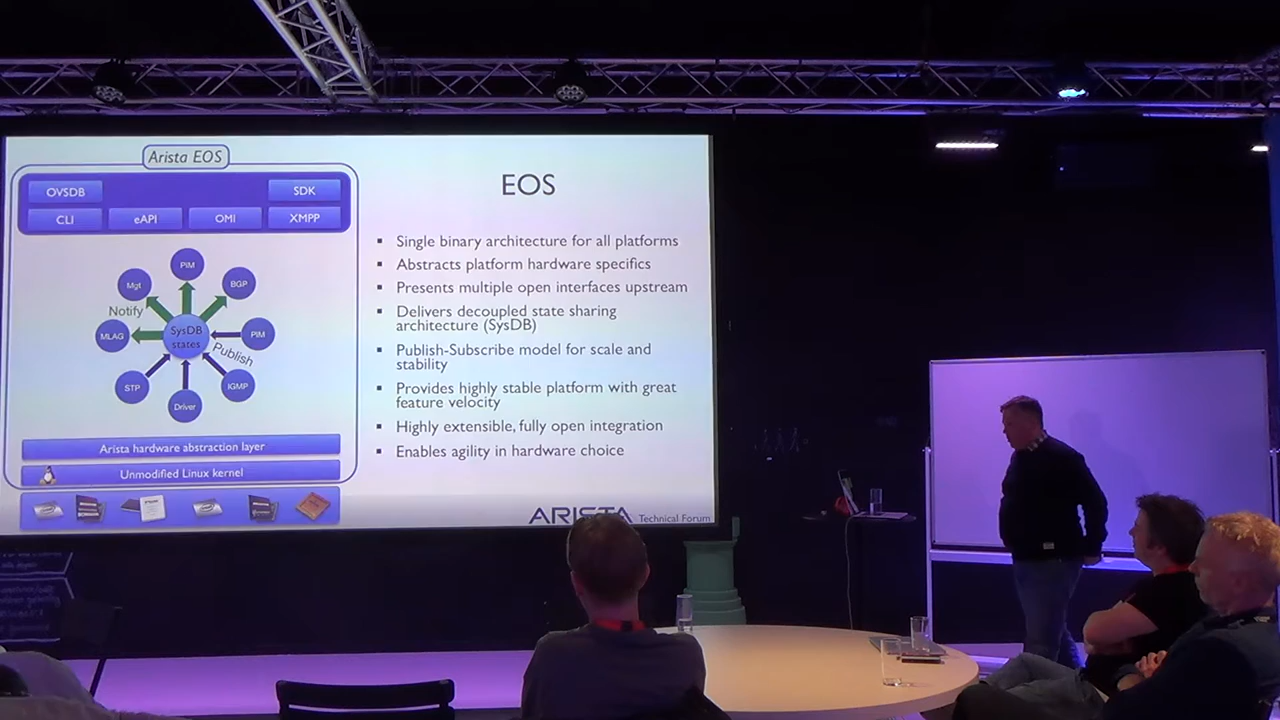 Arista EOS
OVSDB
SDK
CLI
eAPI
OMI
XMPP
PIM
Mgt
BGP
Notify
MLAG
SysDB
states
PIM
Publish
STP
IGMP
Driver
Arista hardware abstraction layer
Unmodified Linux kernel
EOS
▪ Single binary architecture for all platforms
▪ Abstracts platform hardware specifics
▪ Presents multiple open interfaces upstream
▪ Delivers decoupled state sharing
architecture (SysDB)
▪ Publish-Subscribe model for scale and
stability
▪ Provides highly stable platform with great
feature velocity
▪ Highly extensible, fully open integration
▪ Enables agility in hardware choice
ARISTA Technical Forum